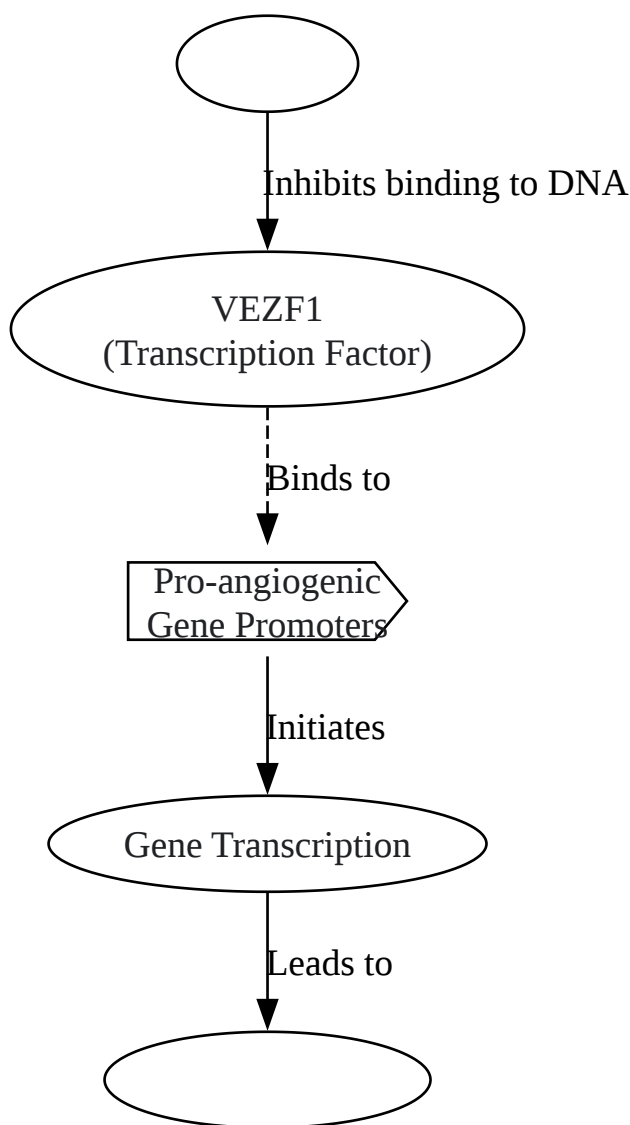 Inhibits binding to DNA
VEZF1
(Transcription Factor)
Binds to
Pro-angiogenic
Gene Promoters
Initiates
Gene Transcription
Leads to